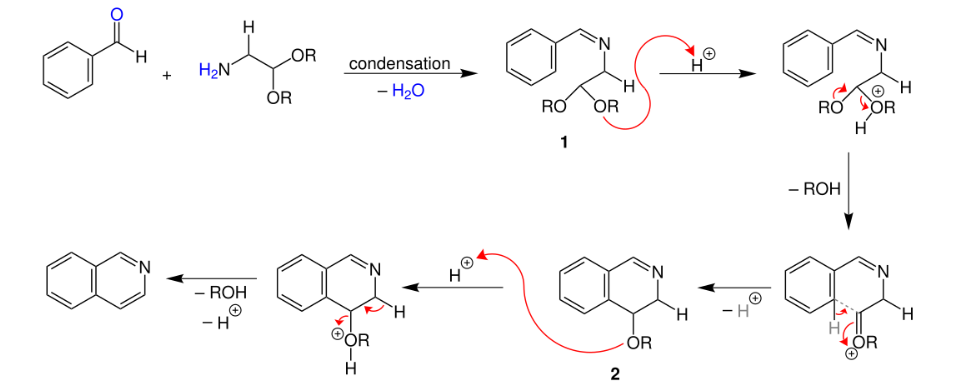 O
H
+
H₂N
H
OR
OR
condensation
– H₂O
N
H
RO
OR
1
H⊕
N
H
RO
⊕
OR
H
– ROH
N
H
H
OR
⊕
– H⊕
N
H
OR
2
H⊕
N
H
⊕
OR
H
– ROH
– H⊕
N